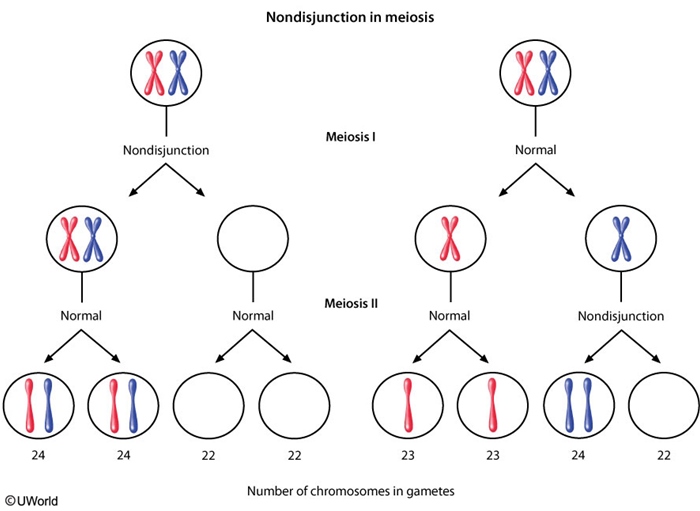 Nondisjunction in meiosis
Meiosis I
Nondisjunction
Normal
Meiosis II
Normal
Normal
Normal
Nondisjunction
24
24
22
22
23
23
24
22
Number of chromosomes in gametes
©UWorld